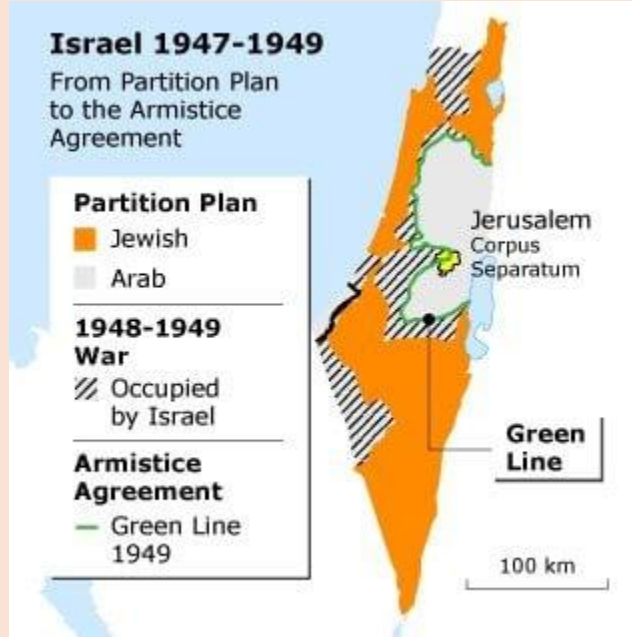 Israel 1947-1949
From Partition Plan
to the Armistice
Agreement
Partition Plan
Jewish
Arab
1948-1949
War
Occupied
by Israel
Armistice
Agreement
Green Line
1949
Jerusalem
Corpus
Separatum
Green
Line
100 km